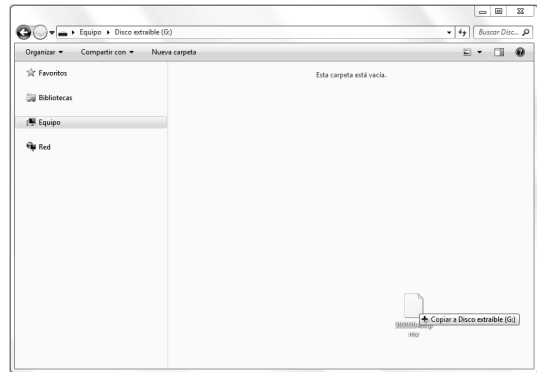 Equipo ▸ Disco extraíble (G:)
Buscar Disc...
Organizar
Compartir con
Nueva carpeta
Favoritos
Esta carpeta está vacía.
Bibliotecas
Equipo
Red
Copiar a Disco extraíble (G:)